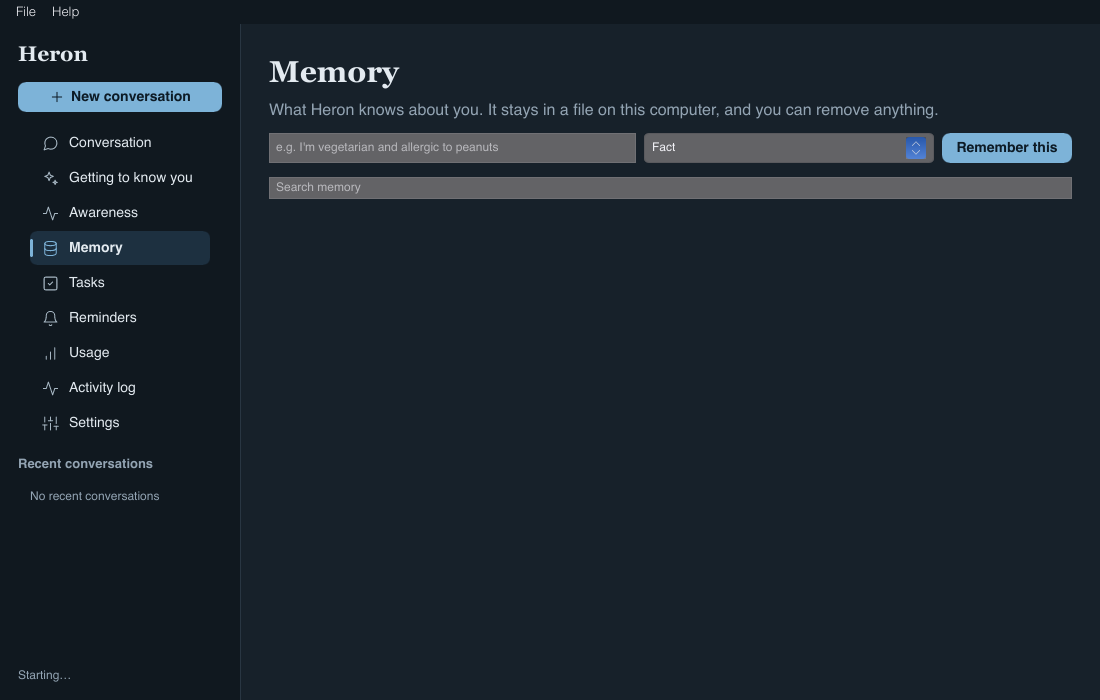 File Help
Heron
New conversation
Conversation
Getting to know you
Awareness
Memory
Tasks
Reminders
Usage
Activity log
Settings
Recent conversations
No recent conversations
Starting…
Memory
What Heron knows about you. It stays in a file on this computer, and you can remove anything.
e.g. I'm vegetarian and allergic to peanuts
Fact
Remember this
Search memory